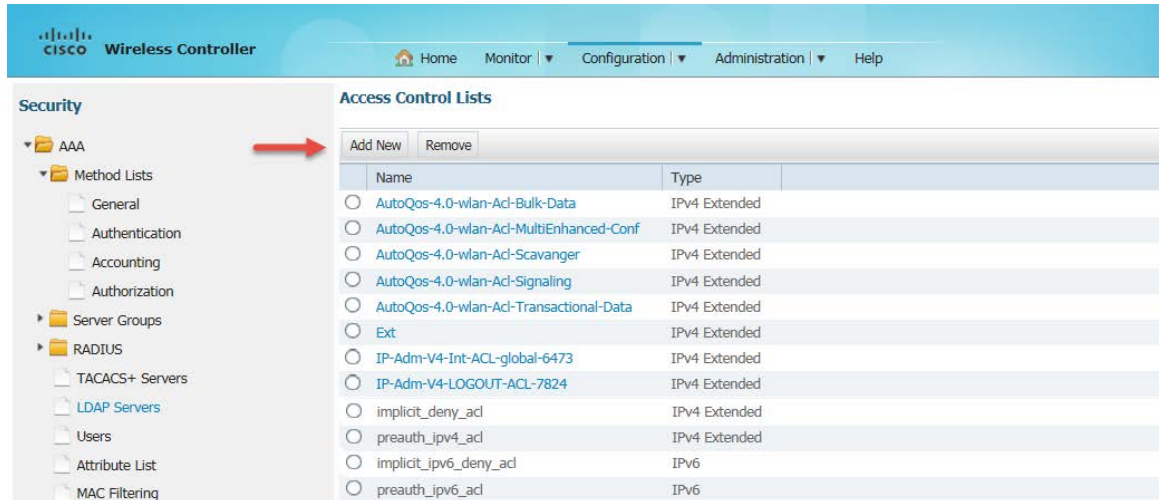 CISCO Wireless Controller
Home Monitor Configuration Administration Help
Security
AAA
Method Lists
General
Authentication
Accounting
Authorization
Server Groups
RADIUS
TACACS+ Servers
LDAP Servers
Users
Attribute List
MAC Filtering
Access Control Lists
Add New Remove
Name Type
AutoQos-4.0-wlan-Acl-Bulk-Data IPv4 Extended
AutoQos-4.0-wlan-Acl-MultiEnhanced-Conf IPv4 Extended
AutoQos-4.0-wlan-Acl-Scavanger IPv4 Extended
AutoQos-4.0-wlan-Acl-Signaling IPv4 Extended
AutoQos-4.0-wlan-Acl-Transactional-Data IPv4 Extended
Ext IPv4 Extended
IP-Adm-V4-Int-ACL-global-6473 IPv4 Extended
IP-Adm-V4-LOGOUT-ACL-7824 IPv4 Extended
implicit_deny_acl IPv4 Extended
preauth_ipv4_acl IPv4 Extended
implicit_ipv6_deny_acl IPv6
preauth_ipv6_acl IPv6